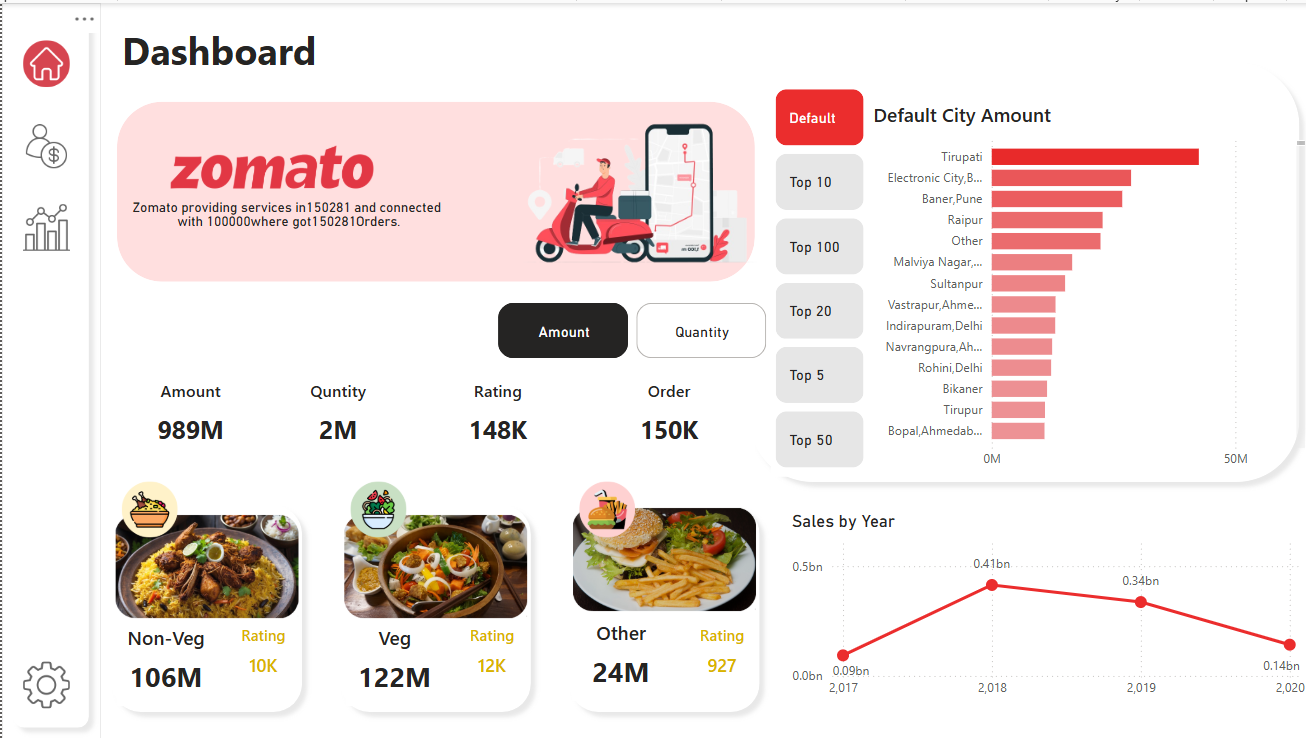 Dashboard
zomato
Zomato providing services in150281 and connected
with 100000where got150281Orders.
Amount
Quantity
Amount
Quntity
Rating
Order
989M
2M
148K
150K
Non-Veg
Rating
106M
10K
Veg
Rating
122M
12K
Other
Rating
24M
927
Default
Top 10
Top 100
Top 20
Top 5
Top 50
Default City Amount
Tirupati
Electronic City,B...
Baner,Pune
Raipur
Other
Malviya Nagar,...
Sultanpur
Vastrapur,Ahme...
Indirapuram,Delhi
Navrangpura,Ah...
Rohini,Delhi
Bikaner
Tirupur
Bopal,Ahmedab...
0M
50M
Sales by Year
0.5bn
0.0bn
0.09bn
0.41bn
0.34bn
0.14bn
2,017
2,018
2,019
2,020